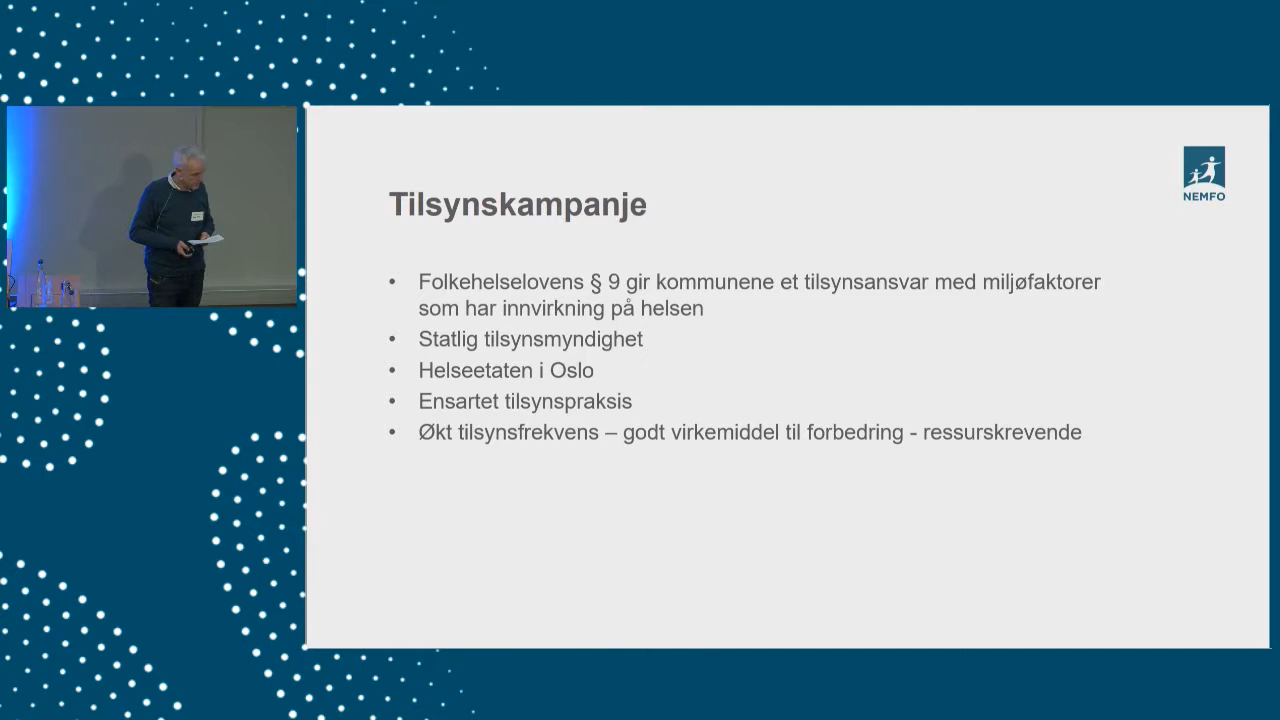 NEMFO
Tilsynskampanje
• Folkehelselovens § 9 gir kommunene et tilsynsansvar med miljøfaktorer
som har innvirkning på helsen
• Statlig tilsynsmyndighet
• Helseetaten i Oslo
• Ensartet tilsynspraksis
• Økt tilsynsfrekvens – godt virkemiddel til forbedring - ressurskrevende